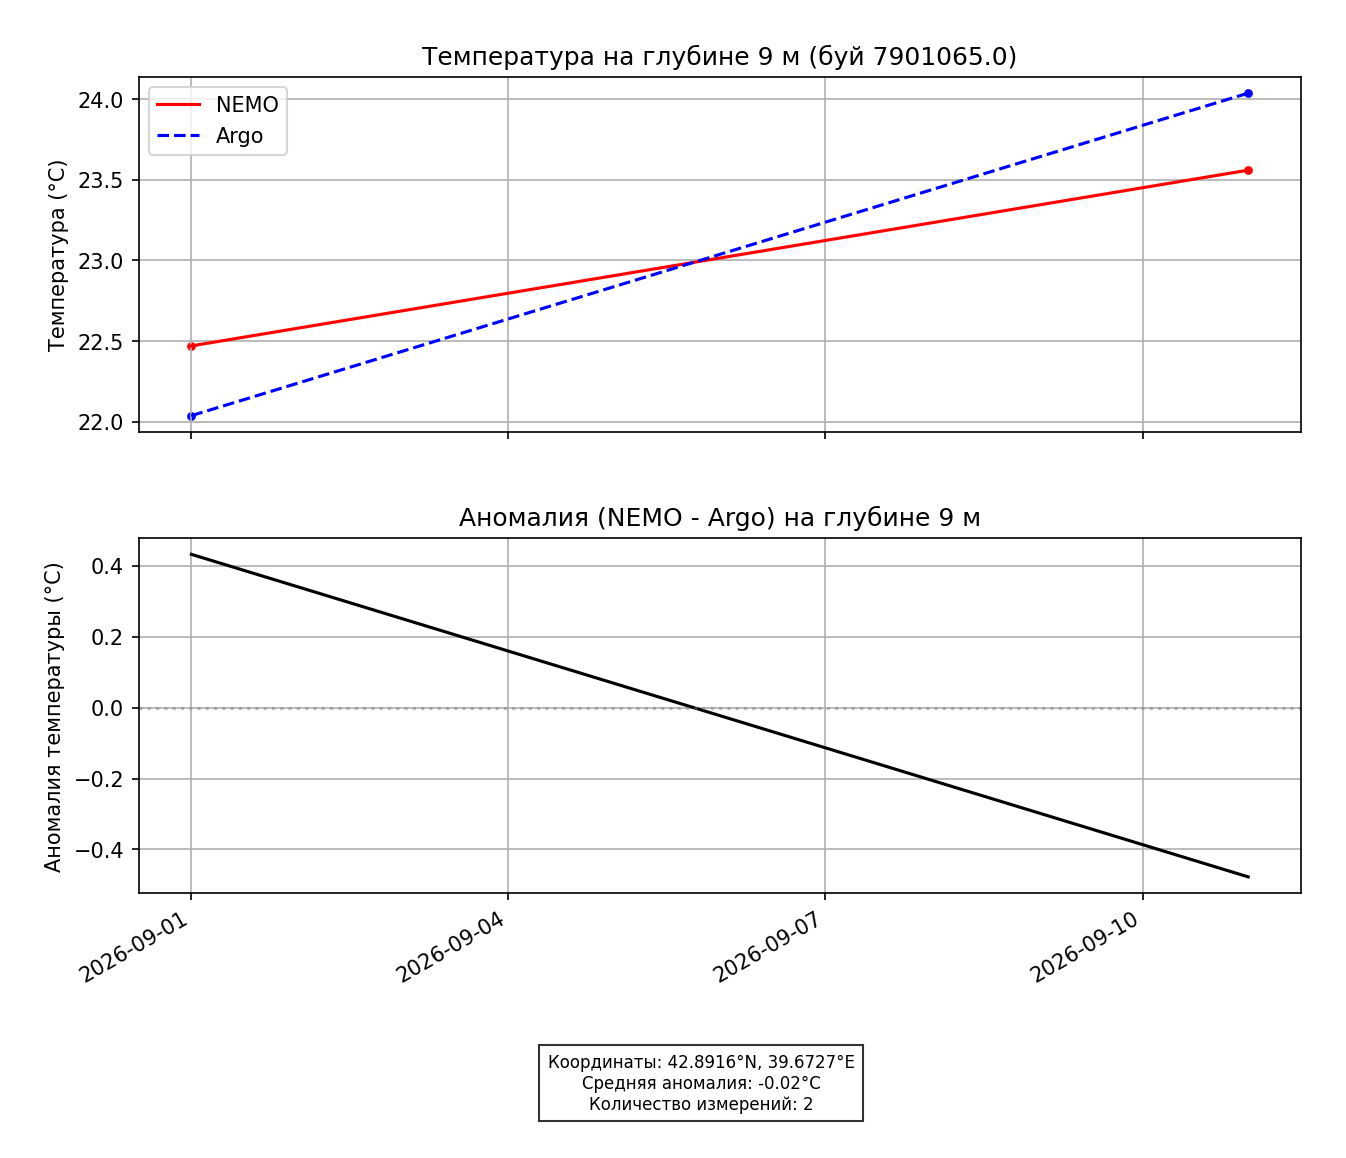 Температура на глубине 9 м (буй 7901065.0)
NEMO
Argo
Температура (°C)
24.0
23.5
23.0
22.5
22.0
Аномалия (NEMO - Argo) на глубине 9 м
Аномалия температуры (°C)
0.4
0.2
0.0
−0.2
−0.4
2026-09-01
2026-09-04
2026-09-07
2026-09-10
Координаты: 42.8916°N, 39.6727°E
Средняя аномалия: -0.02°C
Количество измерений: 2